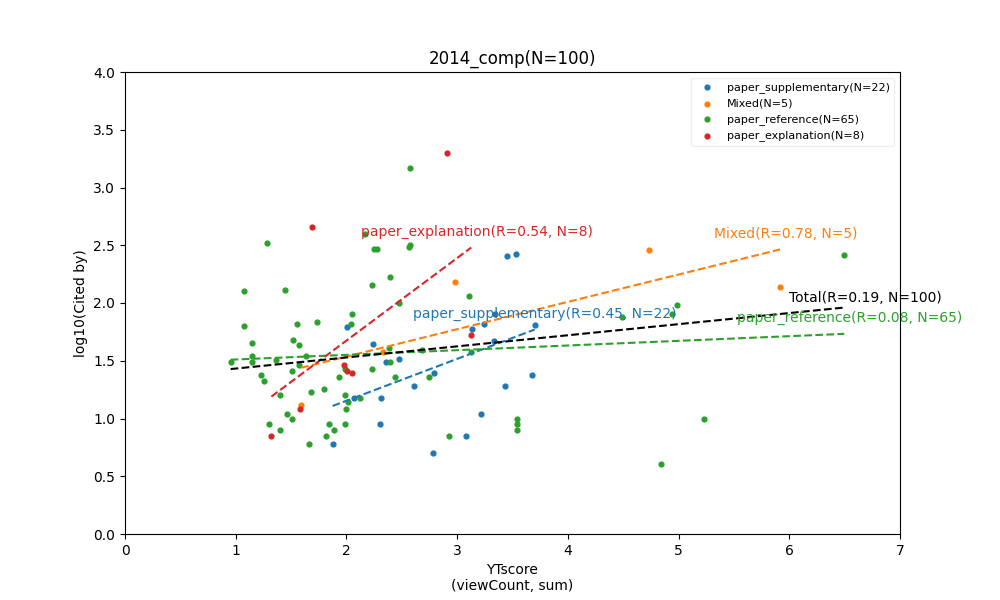 2014_comp(N=100)
4.0
3.5
3.0
2.5
2.0
1.5
1.0
0.5
0.0
log10(Cited by)
paper_supplementary(N=22)
Mixed(N=5)
paper_reference(N=65)
paper_explanation(N=8)
paper_explanation(R=0.54, N=8)
Mixed(R=0.78, N=5)
Total(R=0.19, N=100)
paper_supplementary(R=0.45, N=22)
paper_reference(R=0.08, N=65)
0 1 2 3 4 5 6 7
YTscore
(viewCount, sum)